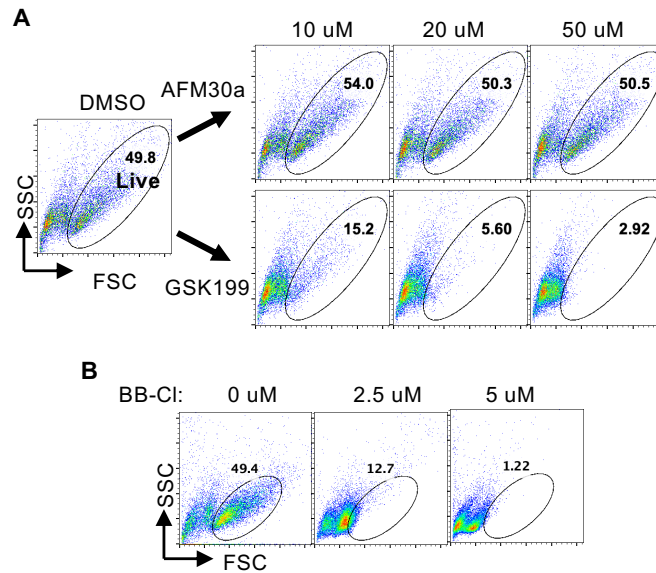 A
10 uM 20 uM 50 uM
DMSO
AFM30a
54.0 50.3 50.5
49.8
Live
SSC
FSC
GSK199
15.2 5.60 2.92
B
BB-Cl: 0 uM 2.5 uM 5 uM
49.4 12.7 1.22
SSC
FSC